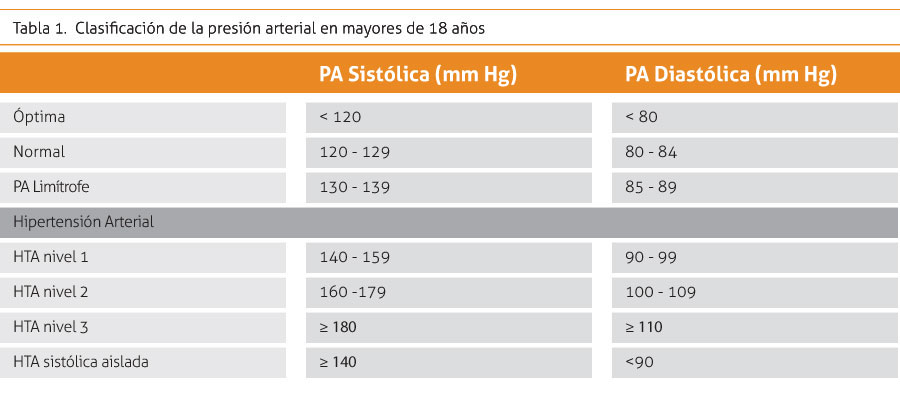 Tabla 1. Clasificación de la presión arterial en mayores de 18 años
PA Sistólica (mm Hg) PA Diastólica (mm Hg)
Óptima < 120 < 80
Normal 120 - 129 80 - 84
PA Limítrofe 130 - 139 85 - 89
Hipertensión Arterial
HTA nivel 1 140 - 159 90 - 99
HTA nivel 2 160 -179 100 - 109
HTA nivel 3 ≥ 180 ≥ 110
HTA sistólica aislada ≥ 140 <90